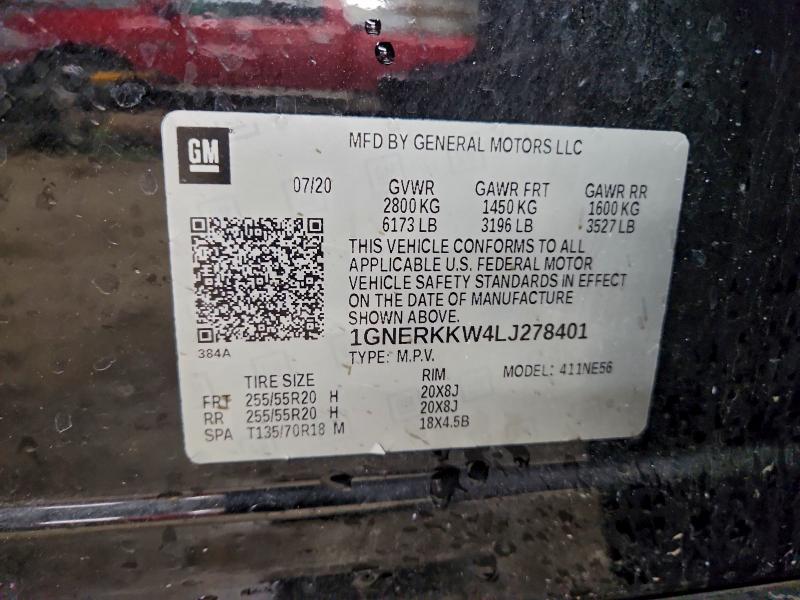 GM
MFD BY GENERAL MOTORS LLC
07/20 GVWR GAWR FRT GAWR RR
2800 KG 1450 KG 1600 KG
6173 LB 3196 LB 3527 LB
THIS VEHICLE CONFORMS TO ALL
APPLICABLE U.S. FEDERAL MOTOR
VEHICLE SAFETY STANDARDS IN EFFECT
ON THE DATE OF MANUFACTURE
SHOWN ABOVE.
1GNERKKW4LJ278401
384A
TYPE: M.P.V.
MODEL: 411NE56
TIRE SIZE RIM
FRT 255/55R20 H 20X8J
RR 255/55R20 H 20X8J
SPA T135/70R18 M 18X4.5B